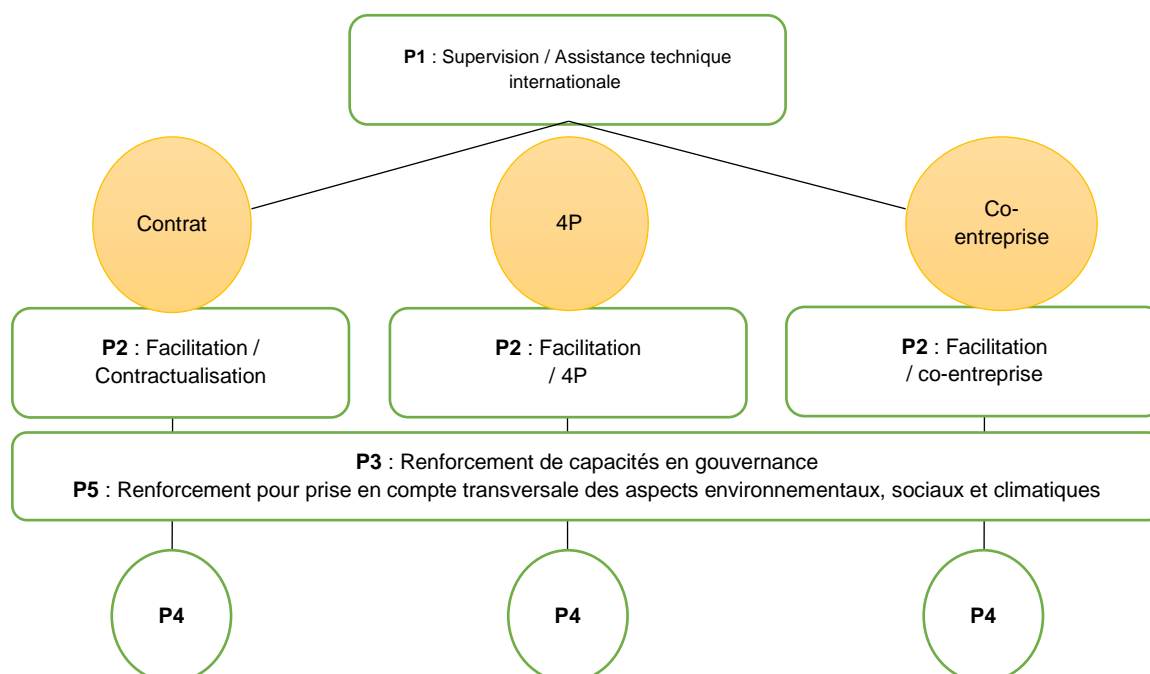 P1 : Supervision / Assistance technique
internationale
Contrat
4P
Co-
entreprise
P2 : Facilitation /
Contractualisation
P2 : Facilitation
/ 4P
P2 : Facilitation
/ co-entreprise
P3 : Renforcement de capacités en gouvernance
P5 : Renforcement pour prise en compte transversale des aspects environnementaux, sociaux et climatiques
P4
P4
P4